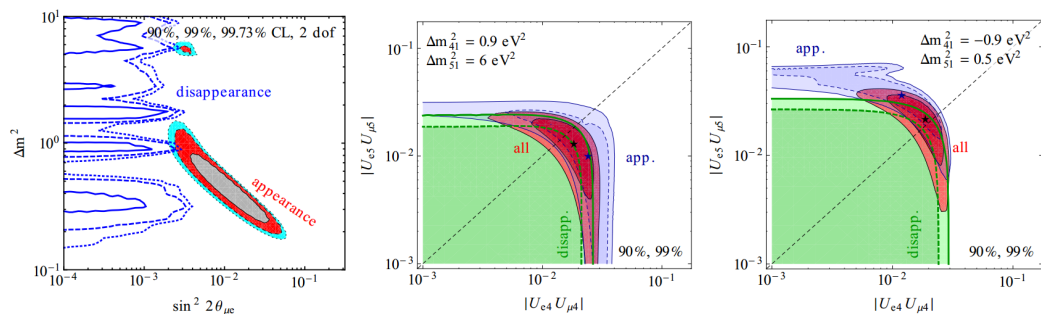 90%, 99%, 99.73% CL, 2 dof
disappearance
appearance
10¹
10⁰
10⁻¹
Δm²
10⁻⁴
10⁻³
10⁻²
10⁻¹
sin² 2θμe
Δm²₄₁ = 0.9 eV²
Δm²₅₁ = 6 eV²
all
app.
disapp.
90%, 99%
10⁻¹
10⁻²
10⁻³
|Ue5 Uμ5|
10⁻³
10⁻²
10⁻¹
|Ue4 Uμ4|
app.
Δm²₄₁ = −0.9 eV²
Δm²₅₁ = 0.5 eV²
all
disapp.
90%, 99%
10⁻¹
10⁻²
10⁻³
|Ue5 Uμ5|
10⁻³
10⁻²
10⁻¹
|Ue4 Uμ4|